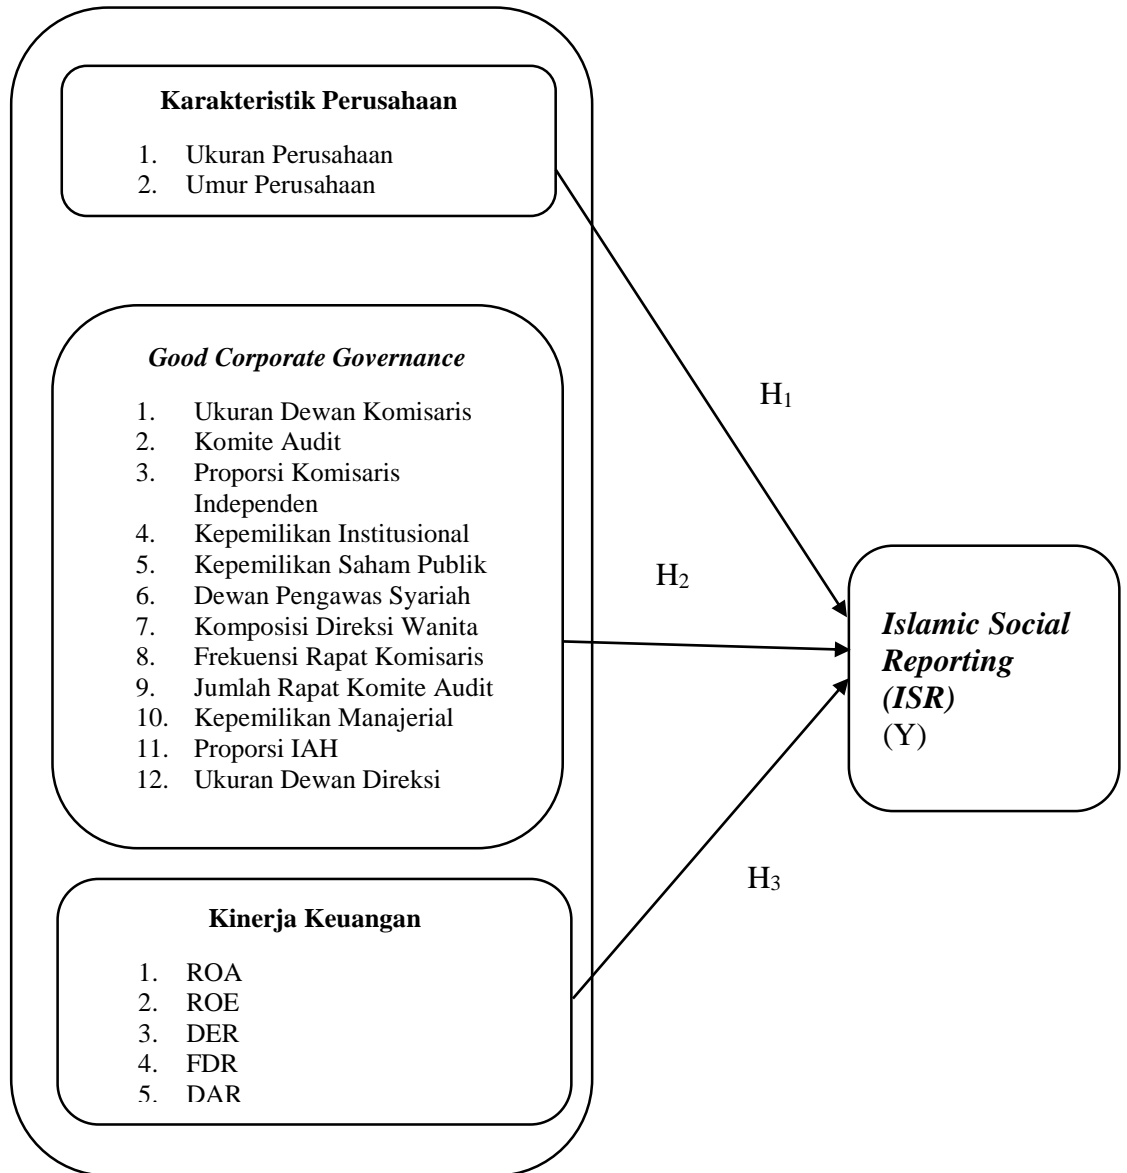 Karakteristik Perusahaan
1. Ukuran Perusahaan
2. Umur Perusahaan
Good Corporate Governance
1. Ukuran Dewan Komisaris
2. Komite Audit
3. Proporsi Komisaris
Independen
4. Kepemilikan Institusional
5. Kepemilikan Saham Publik
6. Dewan Pengawas Syariah
7. Komposisi Direksi Wanita
8. Frekuensi Rapat Komisaris
9. Jumlah Rapat Komite Audit
10. Kepemilikan Manajerial
11. Proporsi IAH
12. Ukuran Dewan Direksi
Kinerja Keuangan
1. ROA
2. ROE
3. DER
4. FDR
5. DAR
H₁
H₂
H₃
Islamic Social
Reporting
(ISR)
(Y)